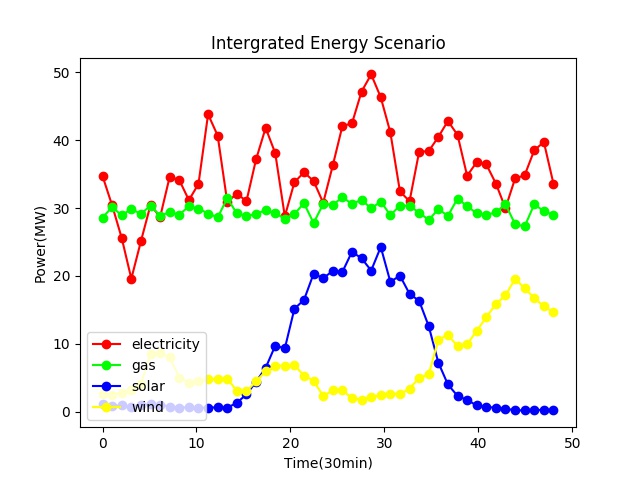 Intergrated Energy Scenario
Power(MW)
50
40
30
20
10
0
electricity
gas
solar
wind
0 10 20 30 40 50
Time(30min)